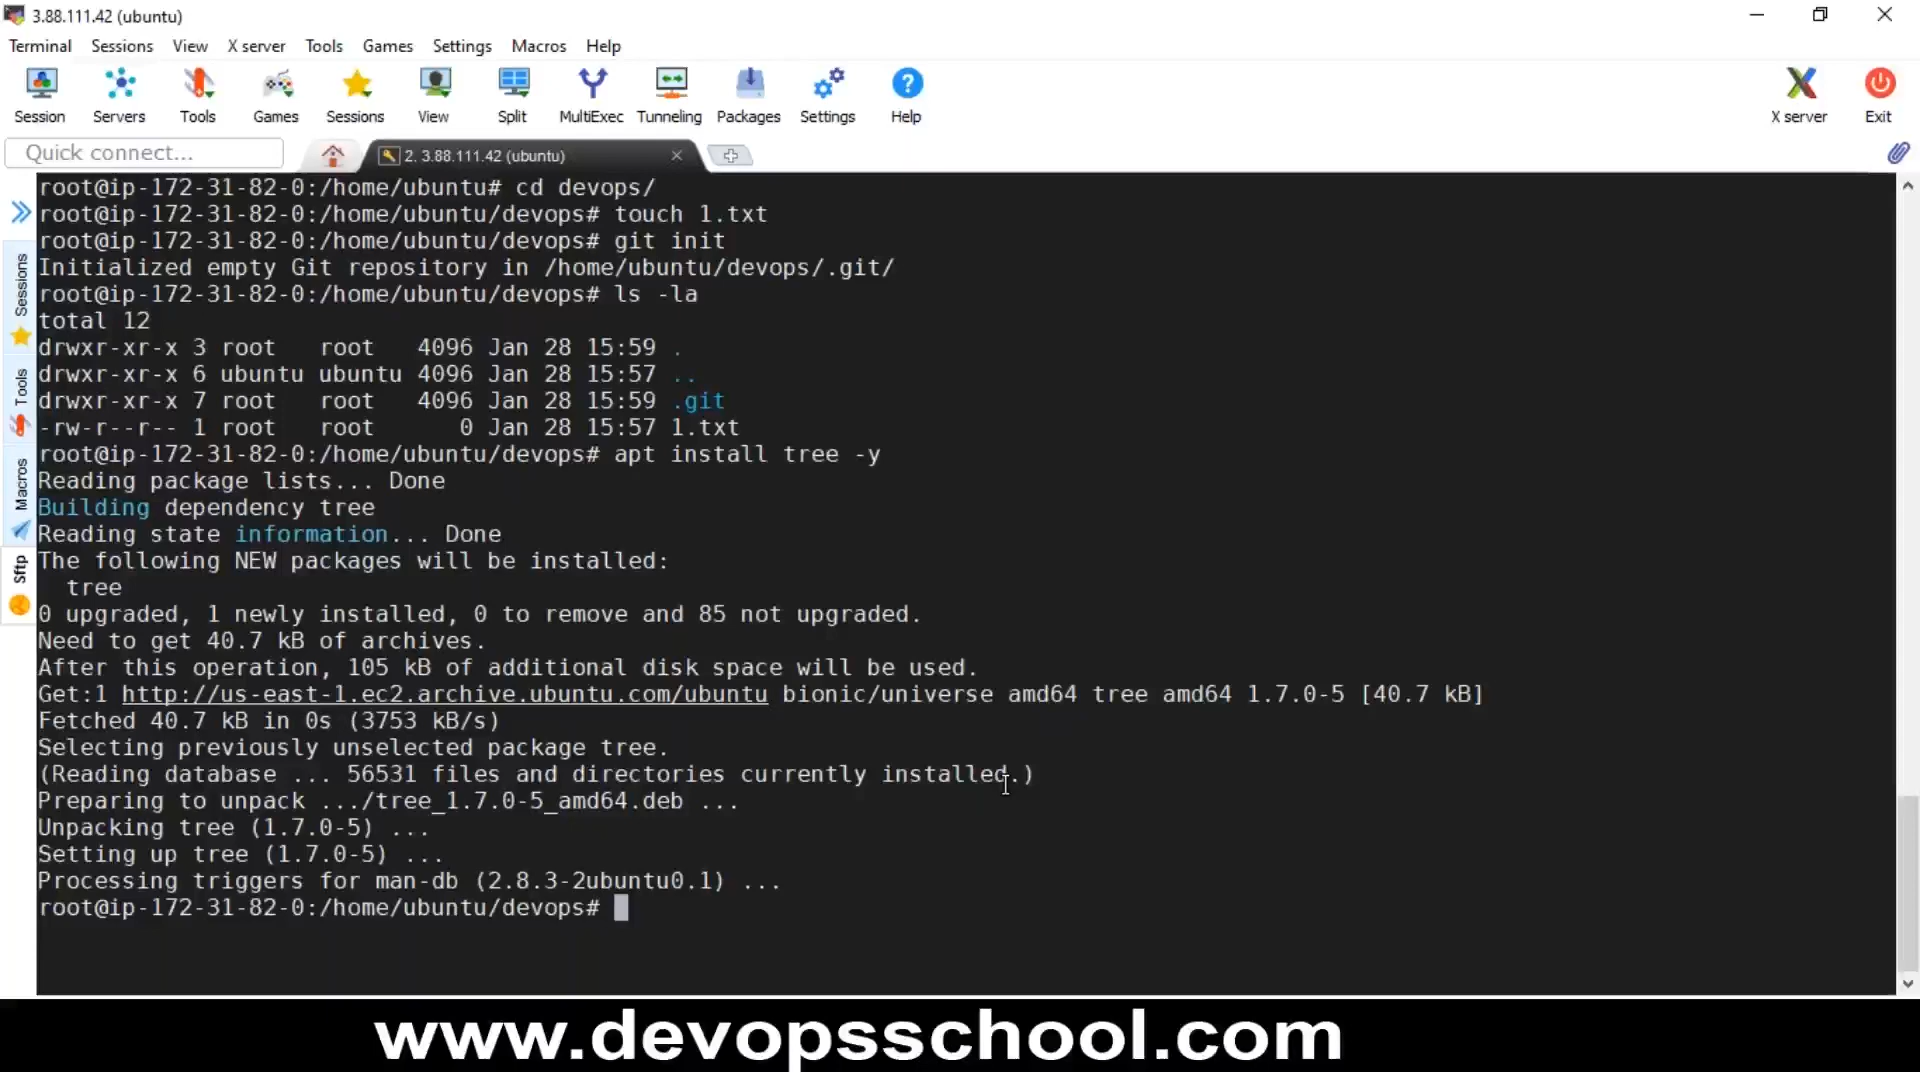 3.88.111.42 (ubuntu)
Terminal Sessions View X server Tools Games Settings Macros Help
Session Servers Tools Games Sessions View Split MultiExec Tunneling Packages Settings Help X server Exit
Quick connect... 2. 3.88.111.42 (ubuntu)
Sessions
Tools
Macros
Sftp
root@ip-172-31-82-0:/home/ubuntu# cd devops/
root@ip-172-31-82-0:/home/ubuntu/devops# touch 1.txt
root@ip-172-31-82-0:/home/ubuntu/devops# git init
Initialized empty Git repository in /home/ubuntu/devops/.git/
root@ip-172-31-82-0:/home/ubuntu/devops# ls -la
total 12
drwxr-xr-x 3 root   root   4096 Jan 28 15:59 .
drwxr-xr-x 6 ubuntu ubuntu 4096 Jan 28 15:57 ..
drwxr-xr-x 7 root   root   4096 Jan 28 15:59 .git
-rw-r--r-- 1 root   root      0 Jan 28 15:57 1.txt
root@ip-172-31-82-0:/home/ubuntu/devops# apt install tree -y
Reading package lists... Done
Building dependency tree
Reading state information... Done
The following NEW packages will be installed:
  tree
0 upgraded, 1 newly installed, 0 to remove and 85 not upgraded.
Need to get 40.7 kB of archives.
After this operation, 105 kB of additional disk space will be used.
Get:1 http://us-east-1.ec2.archive.ubuntu.com/ubuntu bionic/universe amd64 tree amd64 1.7.0-5 [40.7 kB]
Fetched 40.7 kB in 0s (3753 kB/s)
Selecting previously unselected package tree.
(Reading database ... 56531 files and directories currently installed.)
Preparing to unpack .../tree_1.7.0-5_amd64.deb ...
Unpacking tree (1.7.0-5) ...
Setting up tree (1.7.0-5) ...
Processing triggers for man-db (2.8.3-2ubuntu0.1) ...
root@ip-172-31-82-0:/home/ubuntu/devops#
www.devopsschool.com